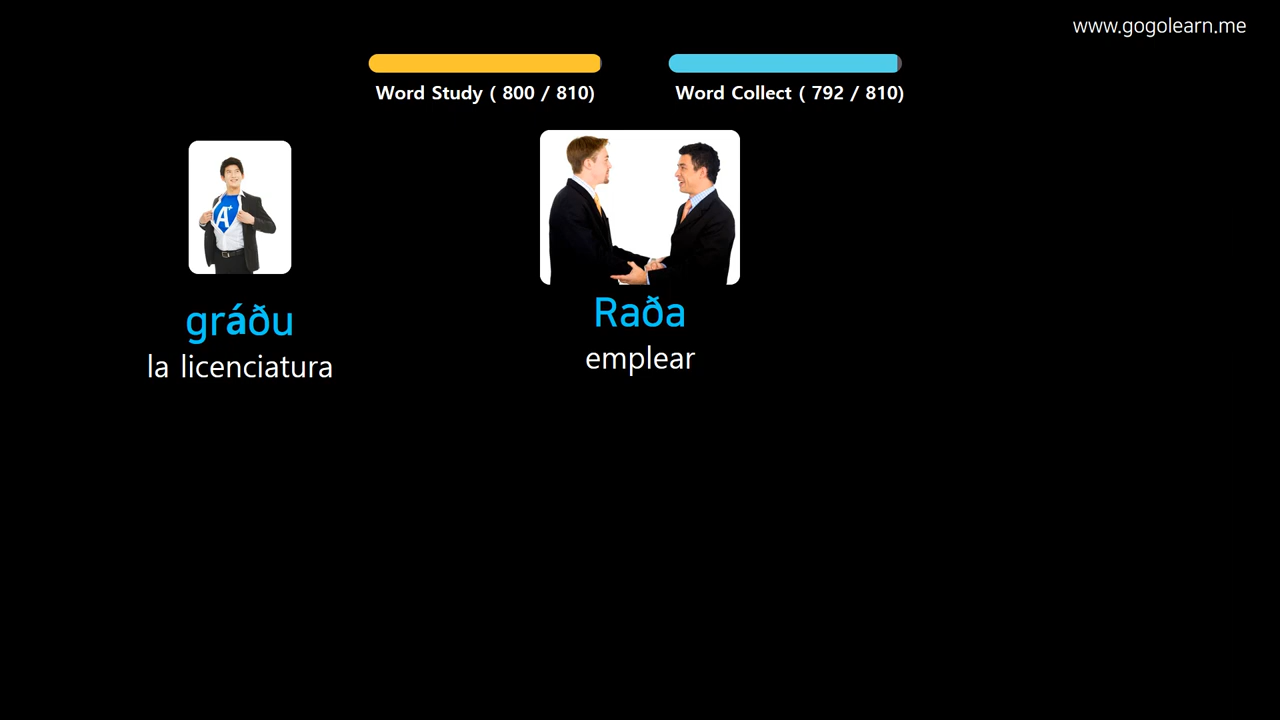 www.gogolearn.me
Word Study ( 800 / 810)
Word Collect ( 792 / 810)
A+
gráðu
la licenciatura
Raða
emplear